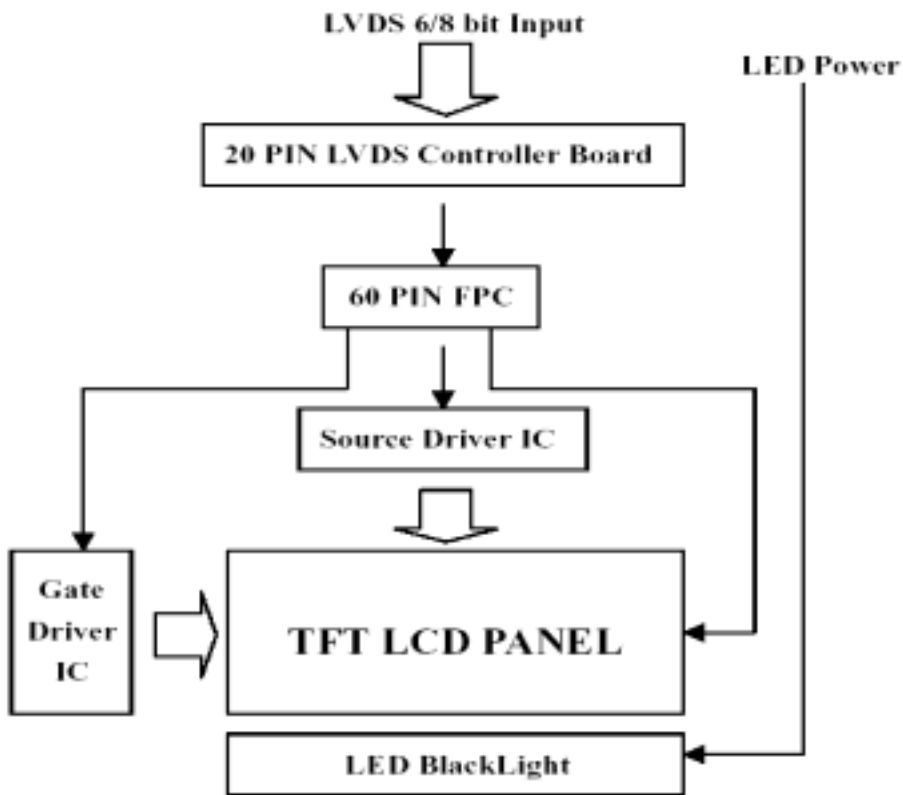 LVDS 6/8 bit Input
LED Power
20 PIN LVDS Controller Board
60 PIN FPC
Source Driver IC
Gate
Driver
IC
TFT LCD PANEL
LED BlackLight